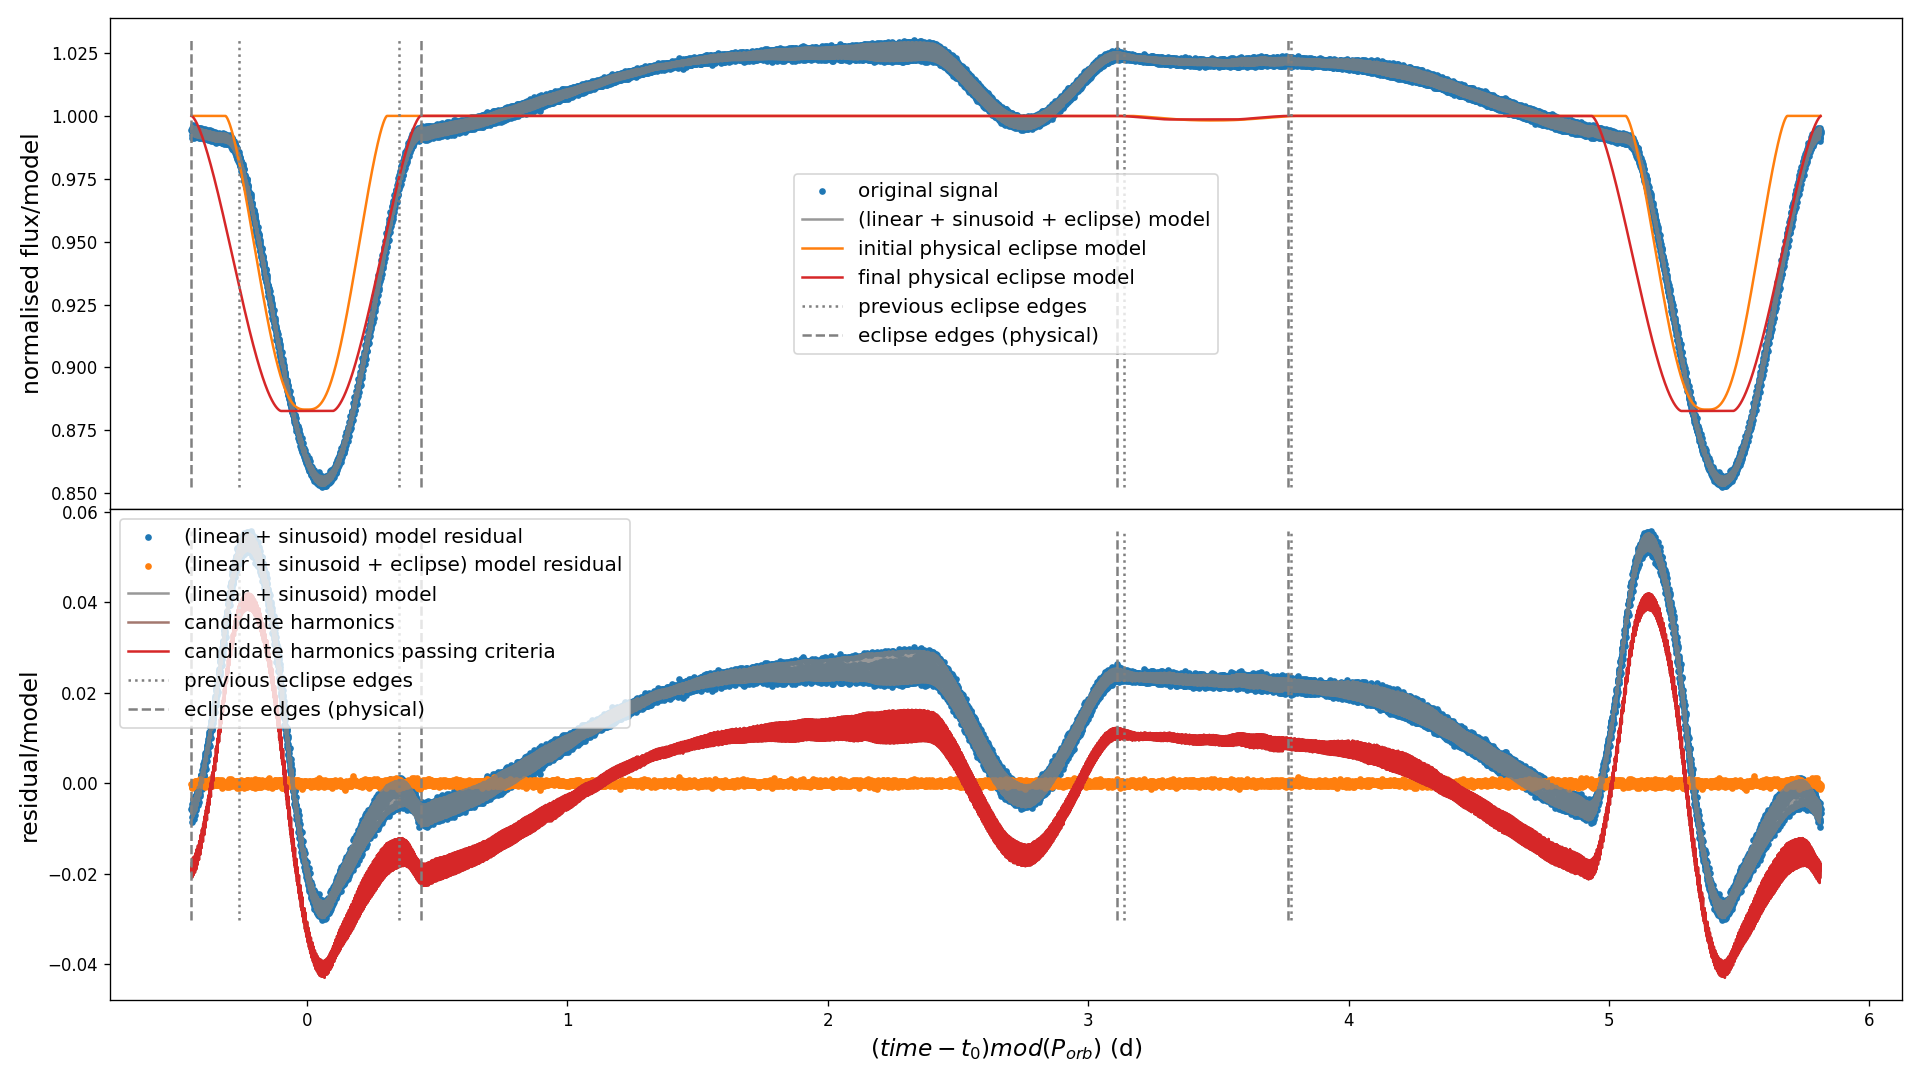 normalised flux/model
1.025
1.000
0.975
0.950
0.925
0.900
0.875
0.850
original signal
(linear + sinusoid + eclipse) model
initial physical eclipse model
final physical eclipse model
previous eclipse edges
eclipse edges (physical)
residual/model
0.06
0.04
0.02
0.00
−0.02
−0.04
(linear + sinusoid) model residual
(linear + sinusoid + eclipse) model residual
(linear + sinusoid) model
candidate harmonics
candidate harmonics passing criteria
previous eclipse edges
eclipse edges (physical)
0 1 2 3 4 5 6
(time − t₀)mod(P_orb) (d)